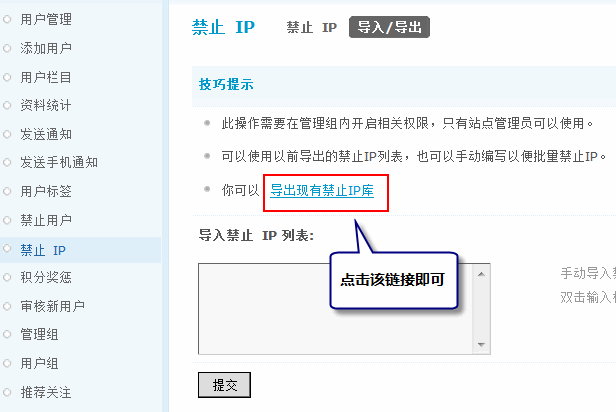 用户管理
添加用户
用户栏目
资料统计
发送通知
发送手机通知
用户标签
禁止用户
禁止 IP
积分奖惩
审核新用户
管理组
用户组
推荐关注
禁止 IP 禁止 IP 导入/导出
技巧提示
此操作需要在管理组内开启相关权限，只有站点管理员可以使用。
可以使用以前导出的禁止IP列表，也可以手动编写以便批量禁止IP。
你可以 导出现有禁止IP库
导入禁止 IP 列表:
点击该链接即可
手动导入
双击输入
提交